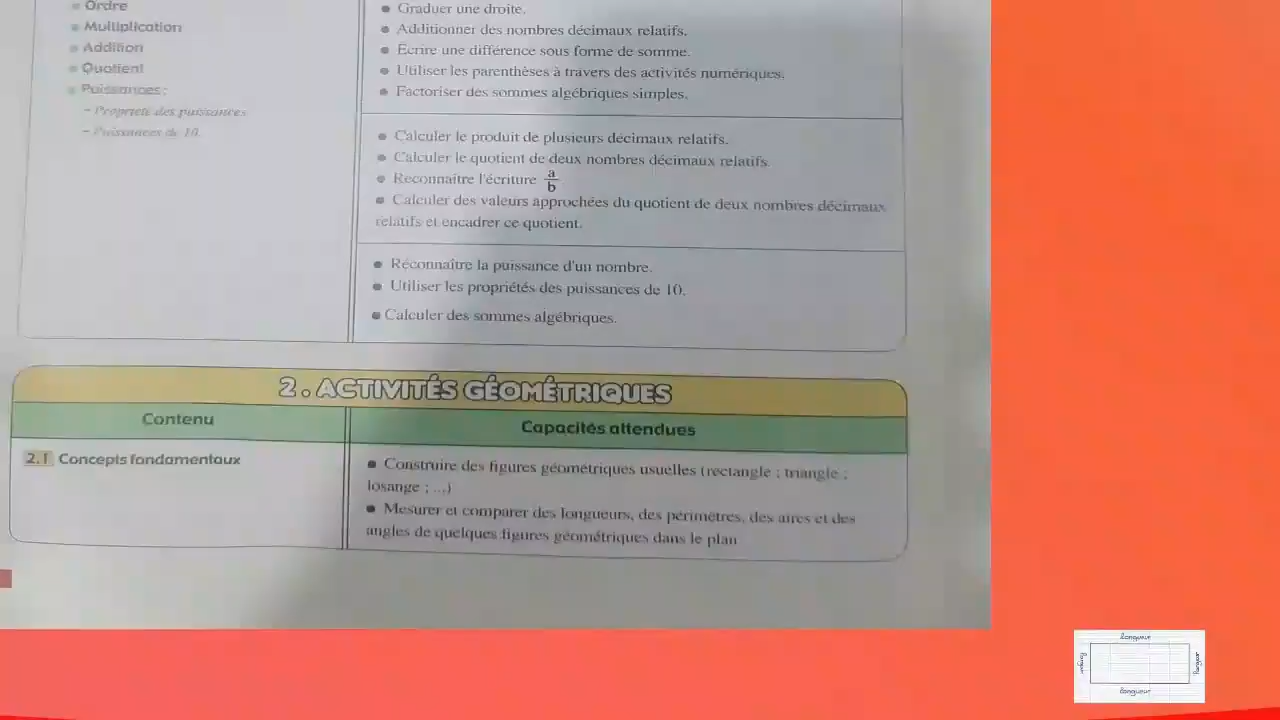 Ordre
Multiplication
Addition
Quotient
Puissances :
- Propriété des puissances
- Puissances de 10.
Graduer une droite.
Additionner des nombres décimaux relatifs.
Ecrire une différence sous forme de somme.
Utiliser les parenthèses à travers des activités numériques.
Factoriser des sommes algébriques simples.
Calculer le produit de plusieurs décimaux relatifs.
Calculer le quotient de deux nombres décimaux relatifs.
Reconnaître l'écriture a/b
Calculer des valeurs approchées du quotient de deux nombres décimaux
relatifs et encadrer ce quotient.
Réconnaître la puissance d'un nombre.
Utiliser les propriétés des puissances de 10.
Calculer des sommes algébriques.
2. ACTIVITÉS GÉOMÉTRIQUES
Contenu
Capacités attendues
2.1 Concepts fondamentaux
Construire des figures géométriques usuelles (rectangle ; triangle ;
losange ; ...)
Mesurer et comparer des longueurs, des périmètres, des aires et des
angles de quelques figures géométriques dans le plan
longueur
longueur